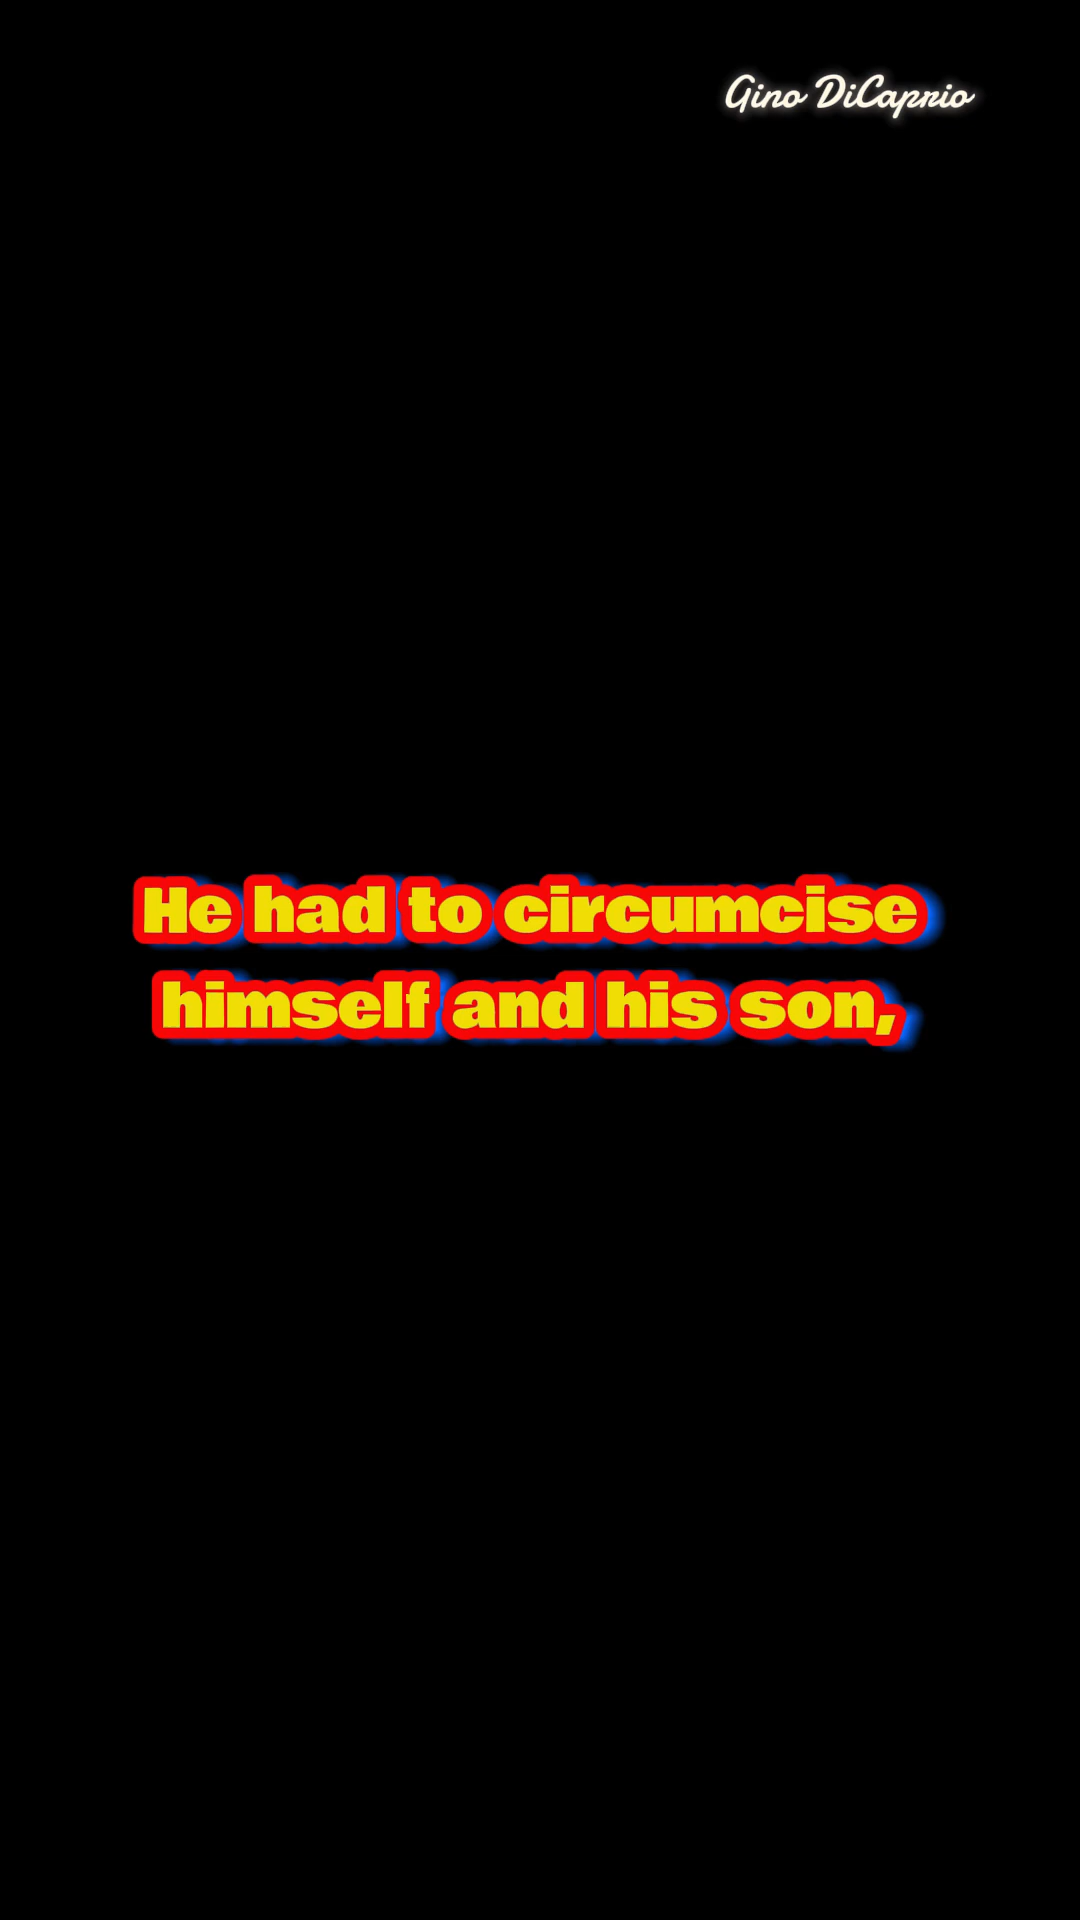 Gino DiCaprio
He had to circumcise
himself and his son,